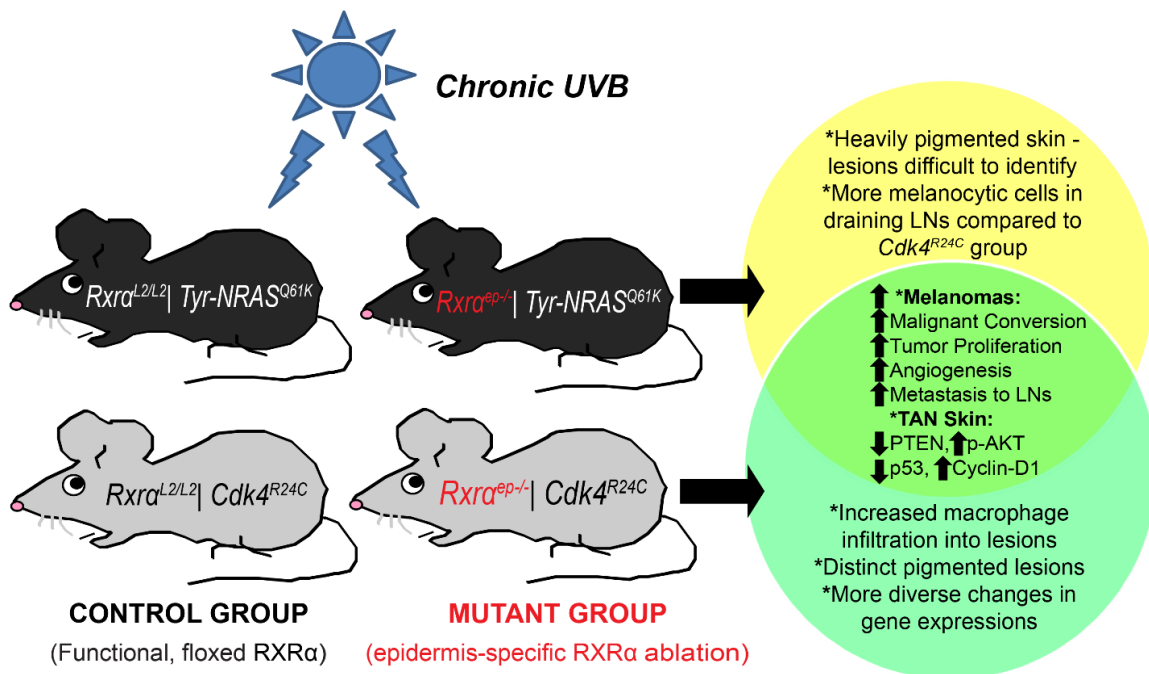 Chronic UVB
Rxrα^L2/L2| Tyr-NRAS^Q61K
Rxrα^ep-/-| Tyr-NRAS^Q61K
Rxrα^L2/L2| Cdk4^R24C
Rxrα^ep-/-| Cdk4^R24C
CONTROL GROUP
(Functional, floxed RXRα)
MUTANT GROUP
(epidermis-specific RXRα ablation)
*Heavily pigmented skin -
lesions difficult to identify
*More melanocytic cells in
draining LNs compared to
Cdk4^R24C group
⬆*Melanomas:
⬆Malignant Conversion
⬆Tumor Proliferation
⬆Angiogenesis
⬆Metastasis to LNs
*TAN Skin:
⬇PTEN,⬆p-AKT
⬇p53, ⬆Cyclin-D1
*Increased macrophage
infiltration into lesions
*Distinct pigmented lesions
*More diverse changes in
gene expressions